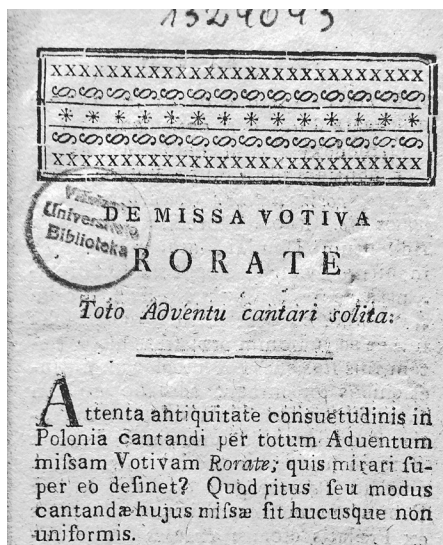 1324043
Universiteto
Biblioteka
DE MISSA VOTIVA
RORATE
Toto Adventu cantari solita:
Attenta antiquitate consuetudinis in
Polonia cantandi per totum Aduentum
miſsam Votivam Rorate; quis mirari ſu-
per eo deſinet? Quod ritus ſeu modus
cantandæ hujus miſsæ ſit hucusque non
uniformis.